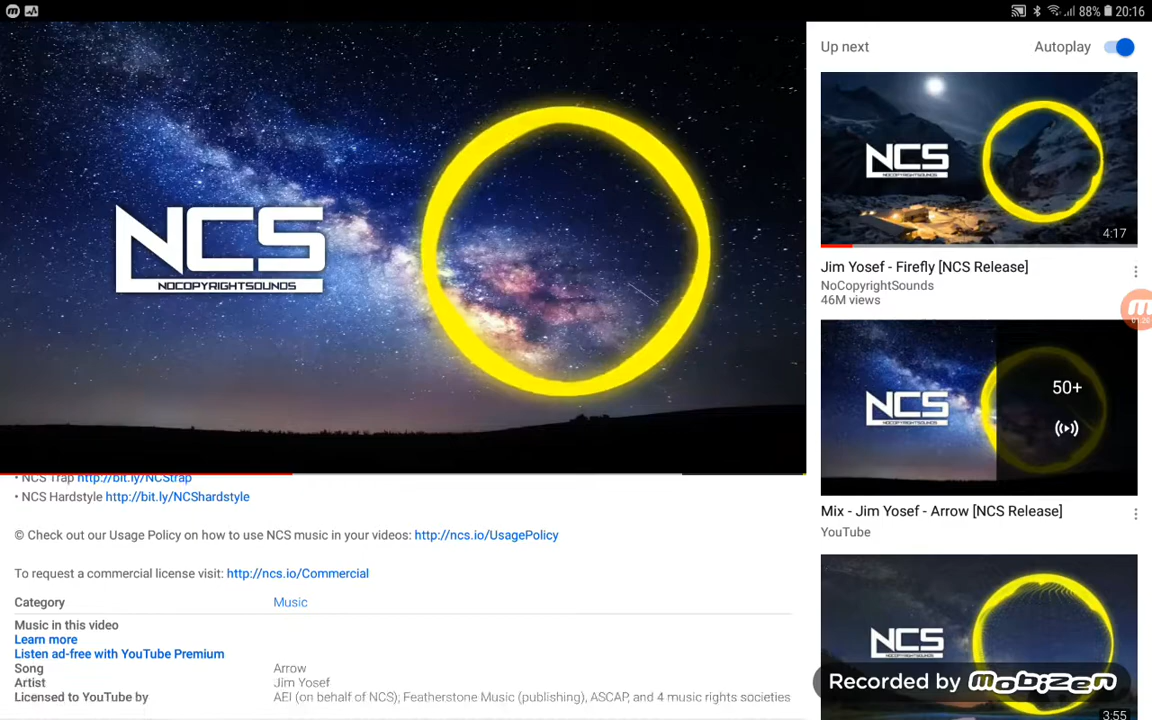 88% 20:16
NCS
NOCOPYRIGHTSOUNDS
• NCS Trap http://bit.ly/NCStrap
• NCS Hardstyle http://bit.ly/NCShardstyle
© Check out our Usage Policy on how to use NCS music in your videos: http://ncs.io/UsagePolicy
To request a commercial license visit: http://ncs.io/Commercial
Category Music
Music in this video
Learn more
Listen ad-free with YouTube Premium
Song Arrow
Artist Jim Yosef
Licensed to YouTube by AEI (on behalf of NCS); Featherstone Music (publishing), ASCAP, and 4 music rights societies
Up next Autoplay
NCS
NOCOPYRIGHTSOUNDS
4:17
Jim Yosef - Firefly [NCS Release]
NoCopyrightSounds
46M views
NCS
NOCOPYRIGHTSOUNDS
50+
Mix - Jim Yosef - Arrow [NCS Release]
YouTube
NCS
NOCOPYRIGHTSOUNDS
Recorded by mobizen
3:55